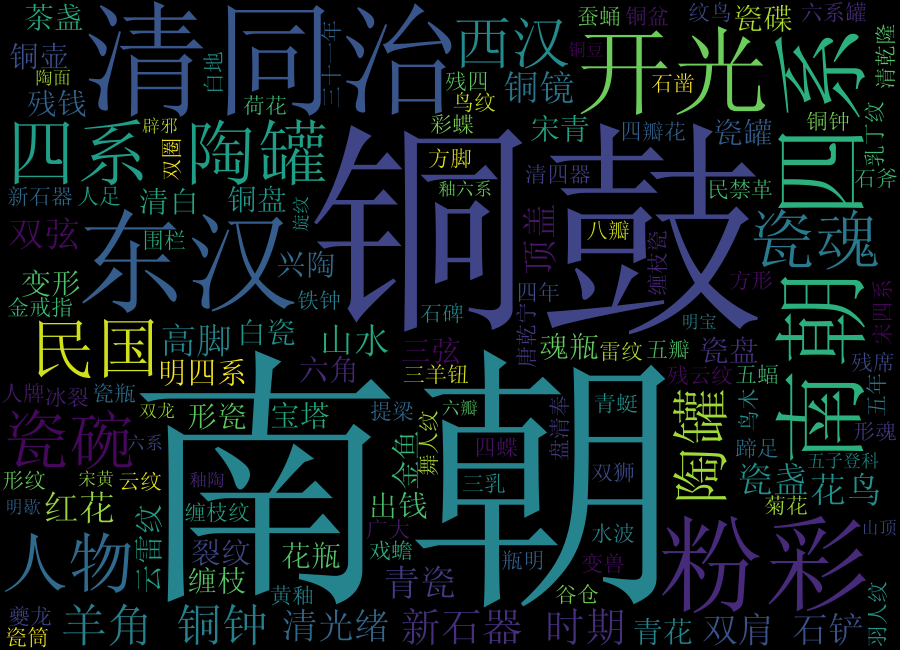 茶盏
清同治
三十一年
西汉
蚕蛹
铜盆
纹鸟
瓷碟
六系罐
铜壶
白地
铜豆
开光
四系
清乾隆
陶面
残四
铜镜
石凿
残钱
荷花
鸟纹
乳丁纹
四系
辟邪
双圈
陶罐
彩蝶
宋青
四瓣花
瓷罐
铜钟
四
铜鼓
方脚
清四器
石斧
新石器
人足
清白
铜盘
旋纹
釉六系
民禁革
双弦
东汉
围栏
顶盖
八瓣
缠枝瓷
瓷魂
兴陶
变形
金戒指
铁钟
石碑
四年
唐乾宁
方形
南朝
宋四系
明宝
民国
高脚
白瓷
山水
三弦
魂瓶
雷纹
五瓣
瓷盘
残席
明四系
六角
三羊钮
残云纹
五蝠
五年
人牌
冰裂
瓷瓶
南朝
双龙
形瓷
宝塔
提梁
六瓣
舞人纹
盘清奉
青蜓
陶罐
鸟木
形魂
瓷碗
六系
金鱼
四蝶
蹄足
五子登科
形纹
宋黄
云纹
釉陶
三乳
双狮
瓷盏
花鸟
明歇
红花
缠枝纹
出钱
菊花
云雷纹
广大
水波
粉彩
山顶
人物
裂纹
花瓶
戏蟾
瓶明
变兽
缠枝
黄釉
青瓷
谷仓
羽人纹
夔龙
瓷筒
羊角
铜钟
清光绪
新石器
时期
青花
双肩
石铲